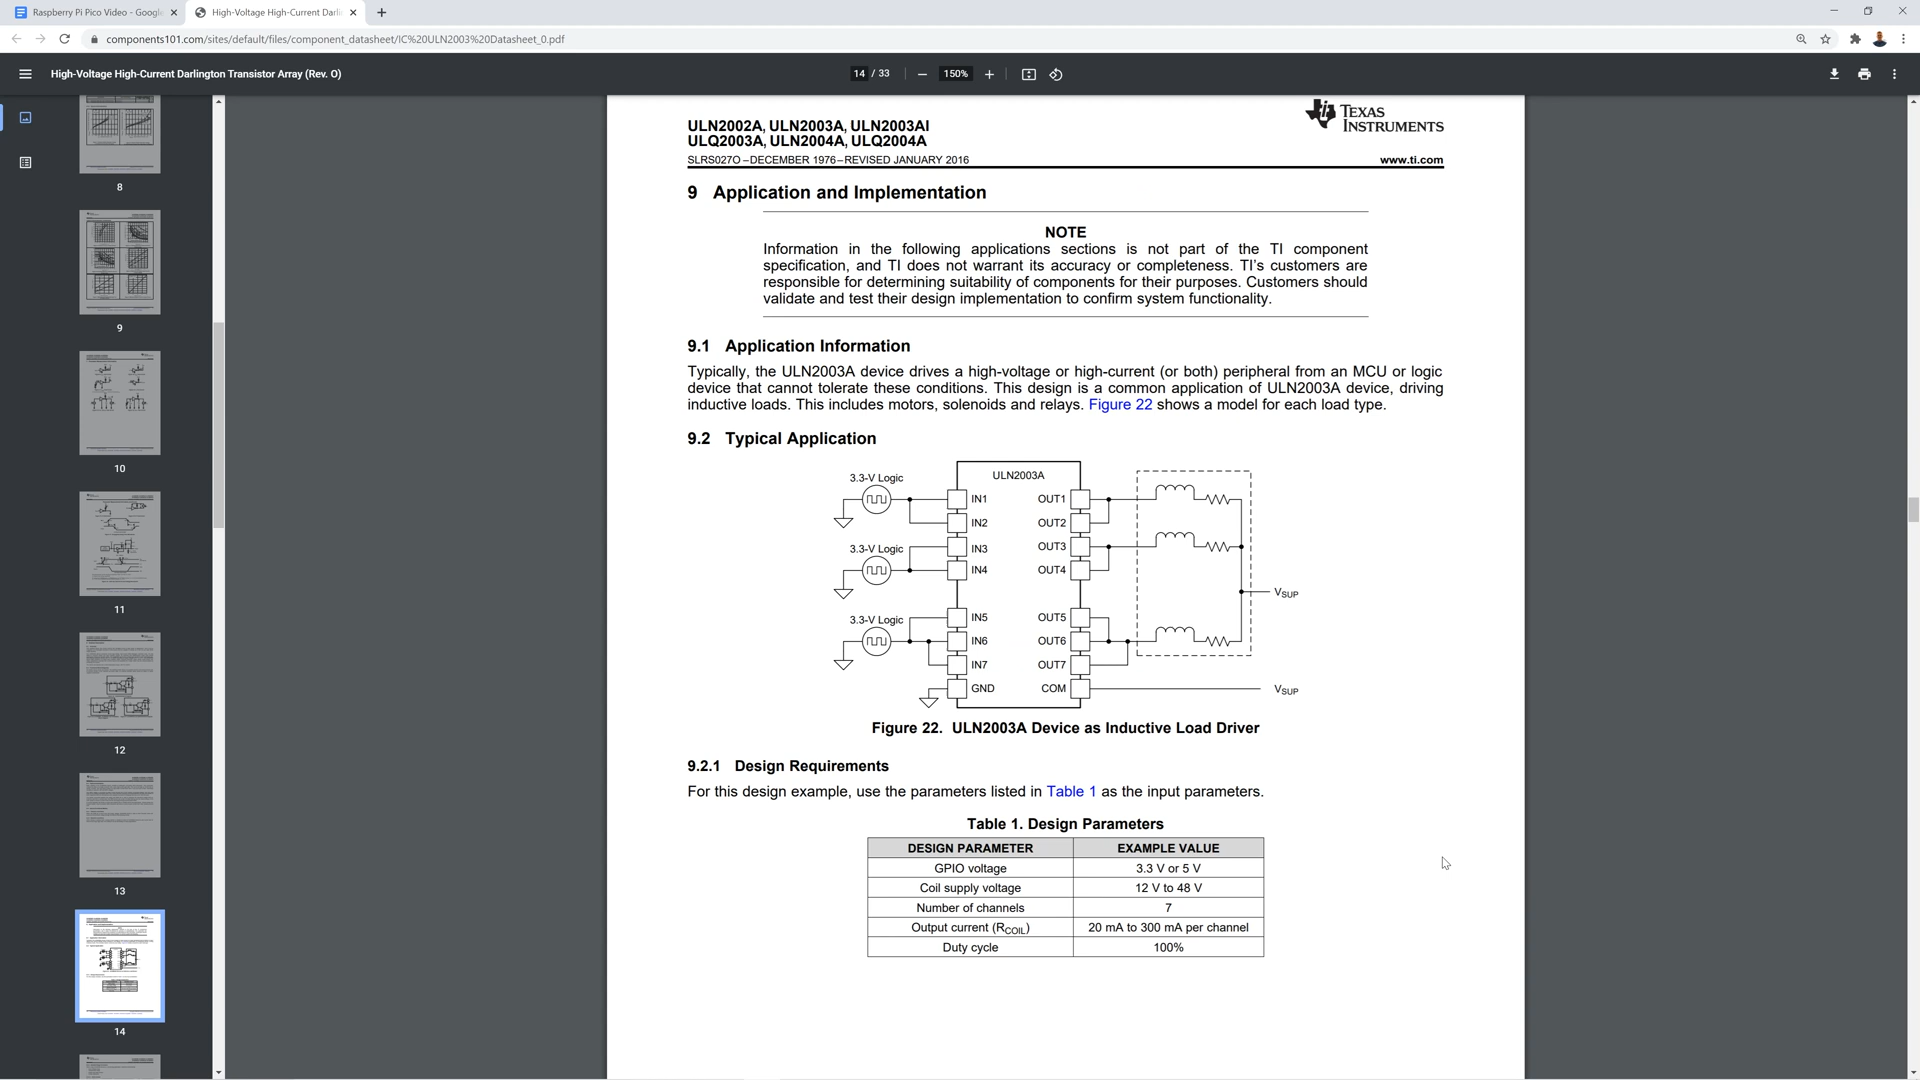 Raspberry Pi Pico Video - Google
High-Voltage High-Current Darli
components101.com/sites/default/files/component_datasheet/IC%20ULN2003%20Datasheet_0.pdf
High-Voltage High-Current Darlington Transistor Array (Rev. O)
14 / 33
150%
8
9
10
11
12
13
14
TEXAS
INSTRUMENTS
ULN2002A, ULN2003A, ULN2003AI
ULQ2003A, ULN2004A, ULQ2004A
SLRS027O –DECEMBER 1976–REVISED JANUARY 2016
www.ti.com
9 Application and Implementation
NOTE
Information in the following applications sections is not part of the TI component
specification, and TI does not warrant its accuracy or completeness. TI's customers are
responsible for determining suitability of components for their purposes. Customers should
validate and test their design implementation to confirm system functionality.
9.1 Application Information
Typically, the ULN2003A device drives a high-voltage or high-current (or both) peripheral from an MCU or logic
device that cannot tolerate these conditions. This design is a common application of ULN2003A device, driving
inductive loads. This includes motors, solenoids and relays. Figure 22 shows a model for each load type.
9.2 Typical Application
ULN2003A
3.3-V Logic
IN1 OUT1
IN2 OUT2
3.3-V Logic
IN3 OUT3
IN4 OUT4
VSUP
3.3-V Logic
IN5 OUT5
IN6 OUT6
IN7 OUT7
GND COM
VSUP
Figure 22. ULN2003A Device as Inductive Load Driver
9.2.1 Design Requirements
For this design example, use the parameters listed in Table 1 as the input parameters.
Table 1. Design Parameters
DESIGN PARAMETER EXAMPLE VALUE
GPIO voltage 3.3 V or 5 V
Coil supply voltage 12 V to 48 V
Number of channels 7
Output current (RCOIL) 20 mA to 300 mA per channel
Duty cycle 100%